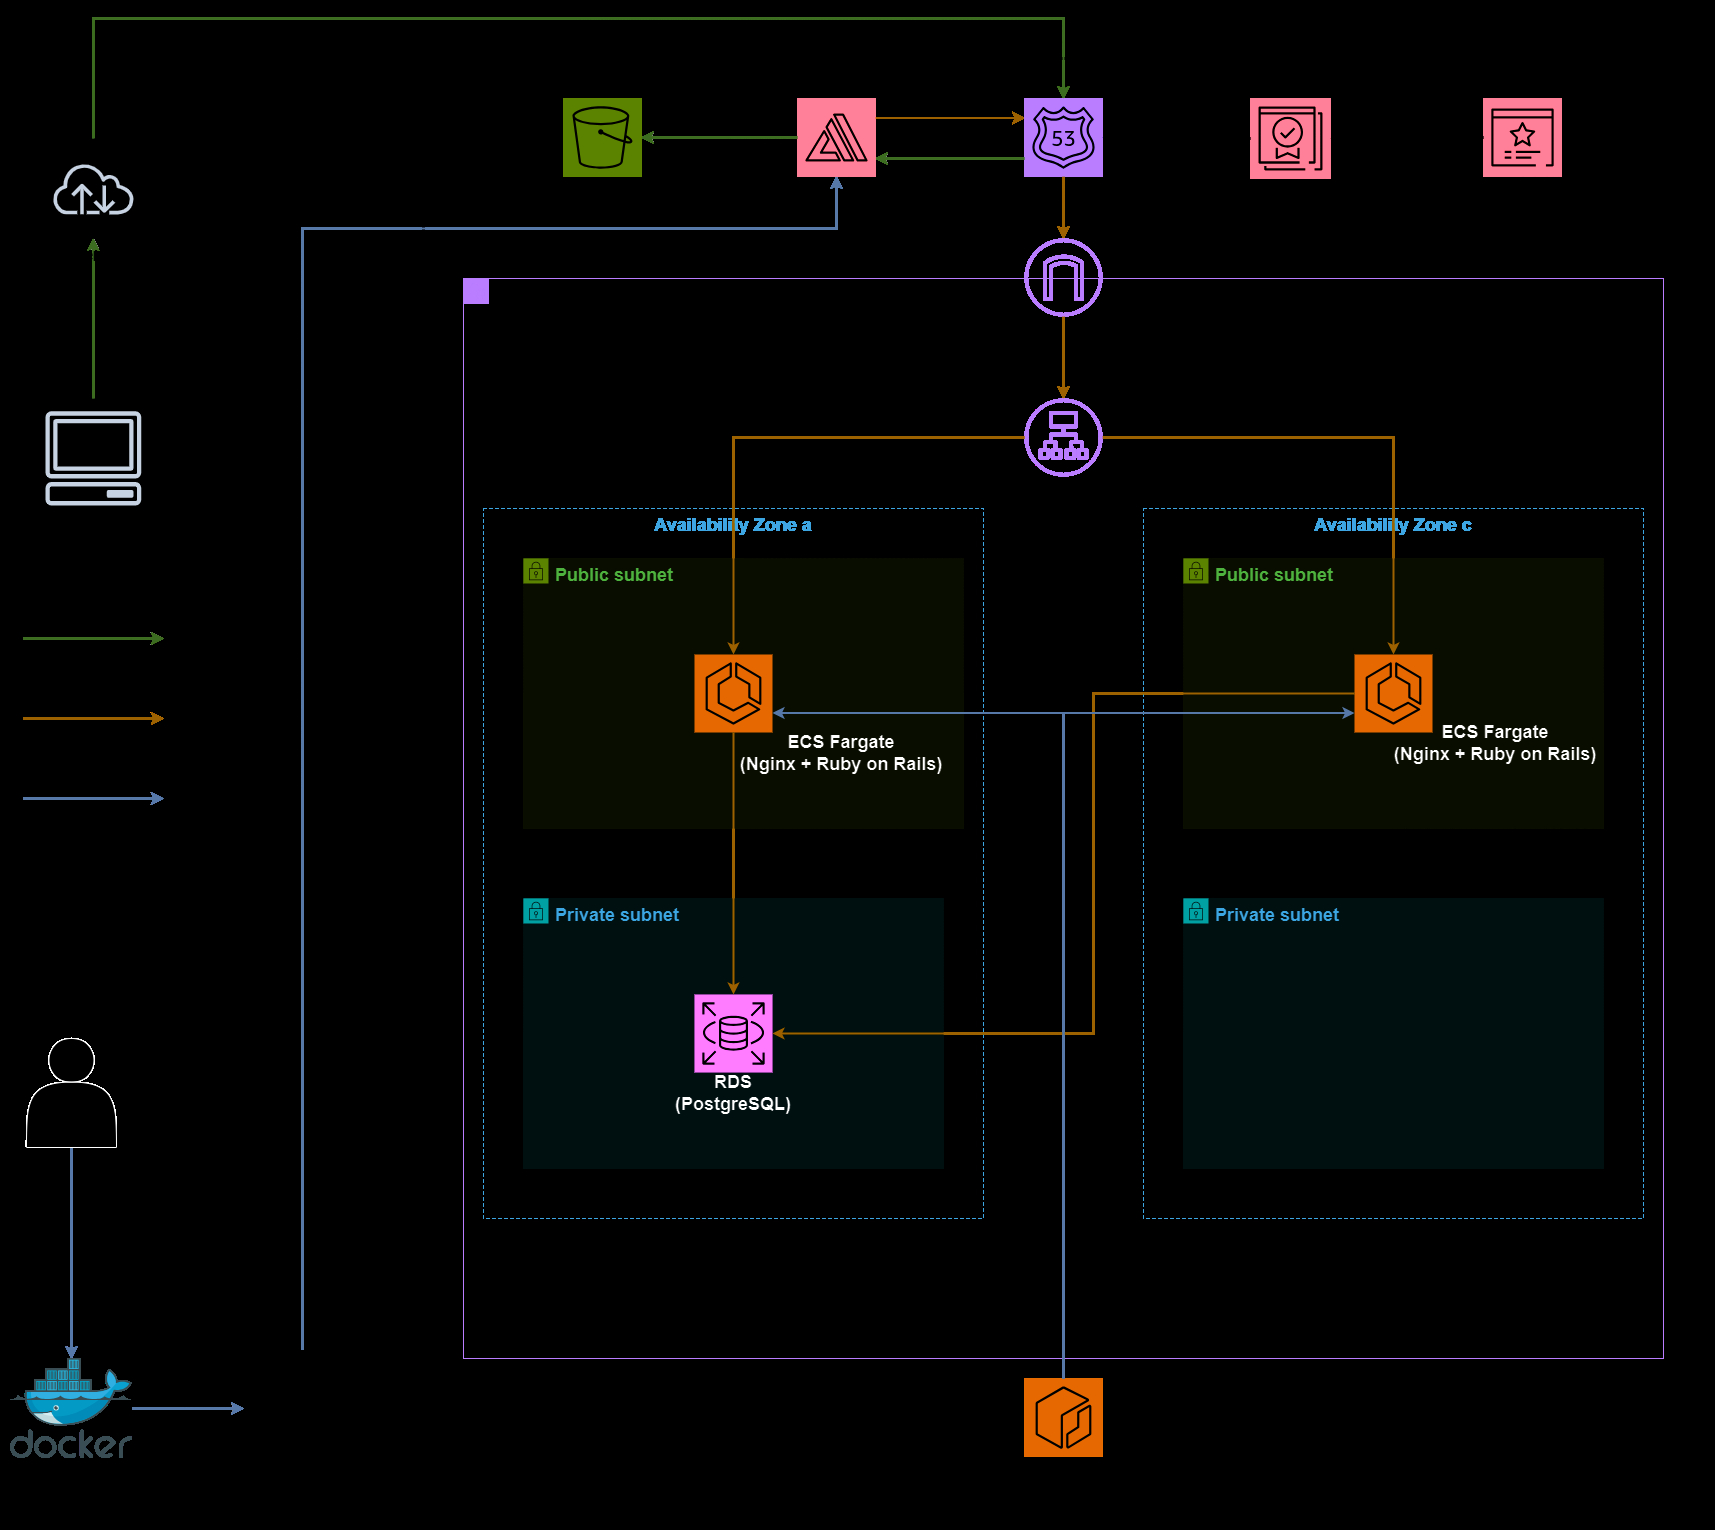 53
Availability Zone a
Availability Zone c
Public subnet
Public subnet
ECS Fargate
(Nginx + Ruby on Rails)
ECS Fargate
(Nginx + Ruby on Rails)
Private subnet
Private subnet
RDS
(PostgreSQL)
docker